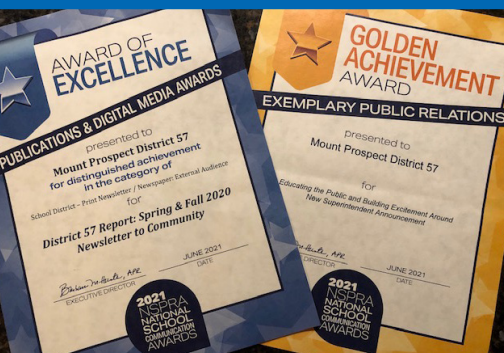 AWARD OF
EXCELLENCE
PUBLICATIONS & DIGITAL MEDIA AWARDS
presented to
Mount Prospect District 57
for distinguished achievement
in the category of
School District – Print Newsletter / Newspaper: External Audience
for
District 57 Report: Spring & Fall 2020
Newsletter to Community
APR
EXECUTIVE DIRECTOR
JUNE 2021
DATE
2021
NSPRA
NATIONAL
SCHOOL
COMMUNICATION
AWARDS
GOLDEN
ACHIEVEMENT
AWARD
EXEMPLARY PUBLIC RELATIONS
presented to
Mount Prospect District 57
for
Educating the Public and Building Excitement Around
New Superintendent Announcement
APR
DIRECTOR
JUNE 2021
DATE
2021
NSPRA
NATIONAL
SCHOOL
COMMUNICATION
AWARDS